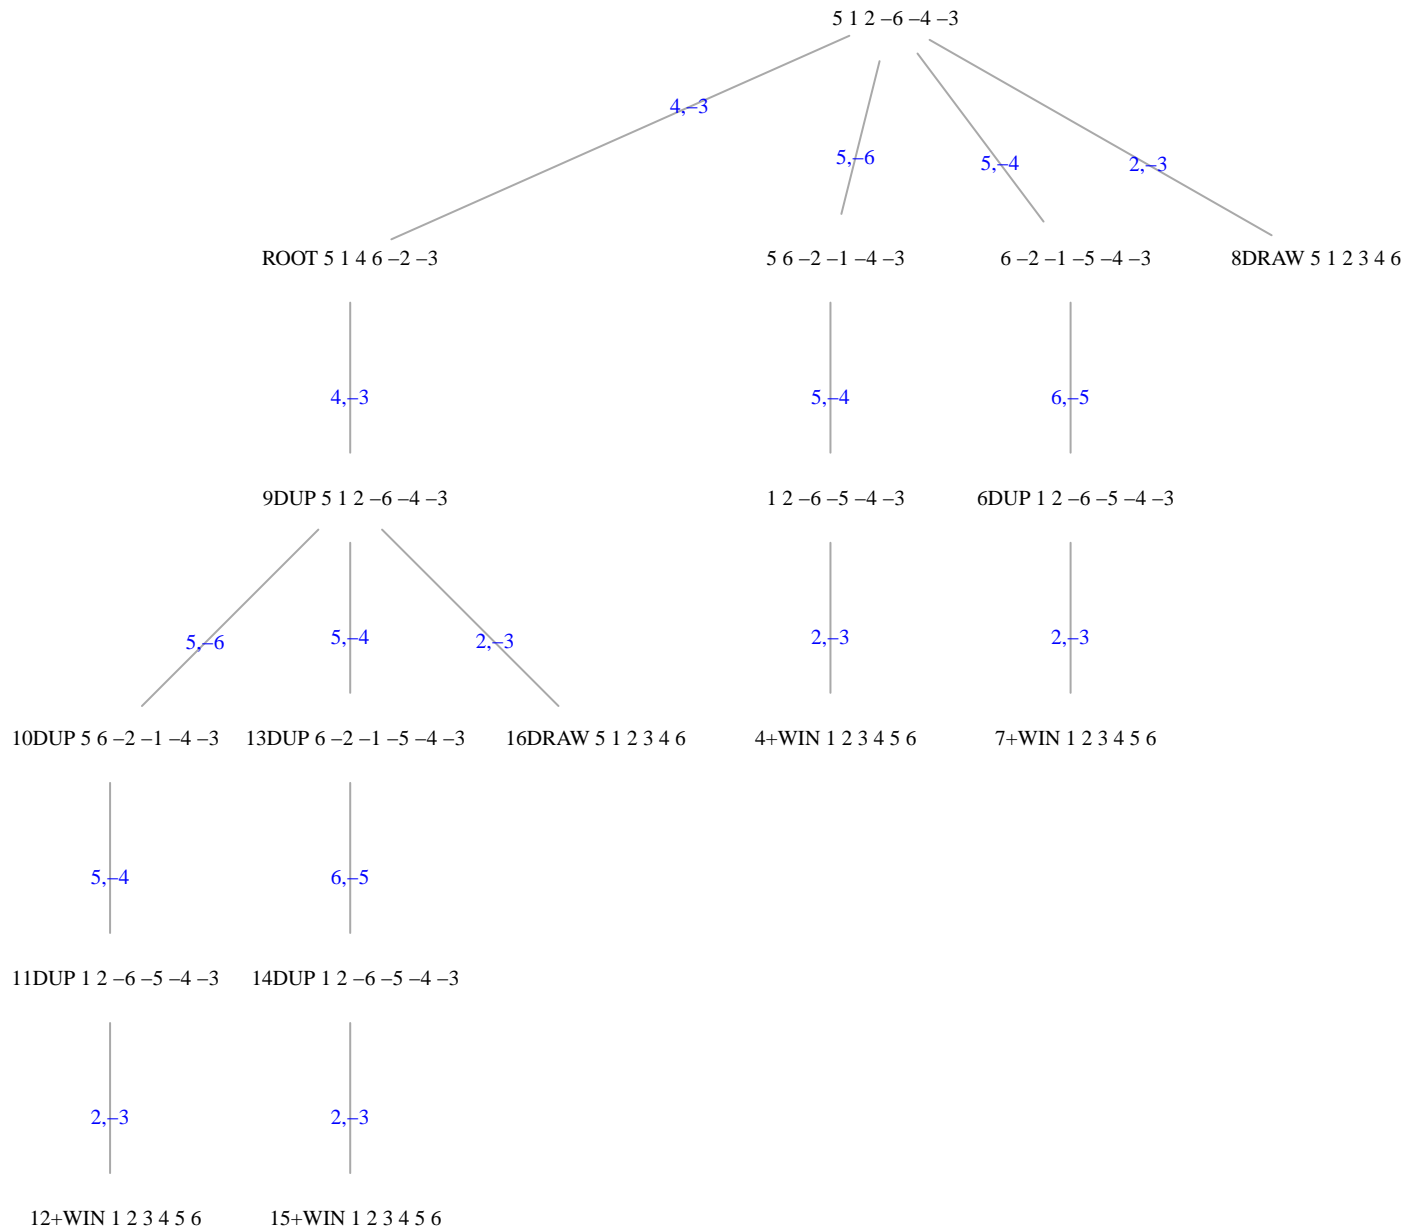 5 1 2 –6 –4 –3
4,–3
5,–6
5,–4
2,–3
ROOT 5 1 4 6 –2 –3
5 6 –2 –1 –4 –3
6 –2 –1 –5 –4 –3
8DRAW 5 1 2 3 4 6
4,–3
5,–4
6,–5
9DUP 5 1 2 –6 –4 –3
1 2 –6 –5 –4 –3
6DUP 1 2 –6 –5 –4 –3
5,–6
5,–4
2,–3
2,–3
2,–3
10DUP 5 6 –2 –1 –4 –3
13DUP 6 –2 –1 –5 –4 –3
16DRAW 5 1 2 3 4 6
4+WIN 1 2 3 4 5 6
7+WIN 1 2 3 4 5 6
5,–4
6,–5
11DUP 1 2 –6 –5 –4 –3
14DUP 1 2 –6 –5 –4 –3
2,–3
2,–3
12+WIN 1 2 3 4 5 6
15+WIN 1 2 3 4 5 6